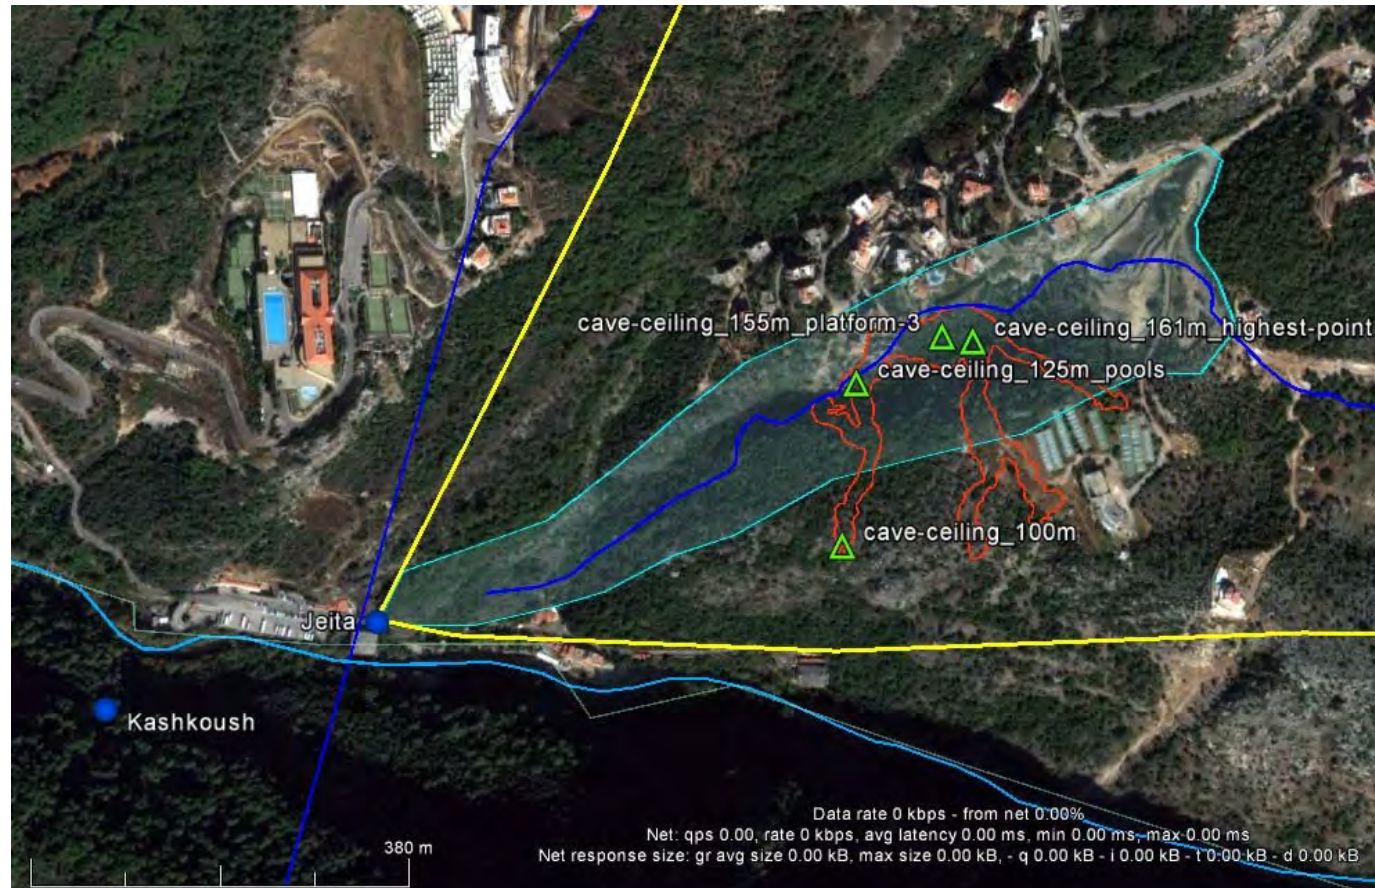 cave-ceiling_155m_platform-3
cave-ceiling_161m_highest-point
cave-ceiling_125m_pools
cave-ceiling_100m
Jeita
Kashkoush
Data rate 0 kbps - from net 0.00%
Net: qps 0.00, rate 0 kbps, avg latency 0.00 ms, min 0.00 ms, max 0.00 ms
380 m
Net response size: gr avg size 0.00 kB, max size 0.00 kB, - q 0.00 kB - i 0.00 kB - t 0.00 kB - d 0.00 kB